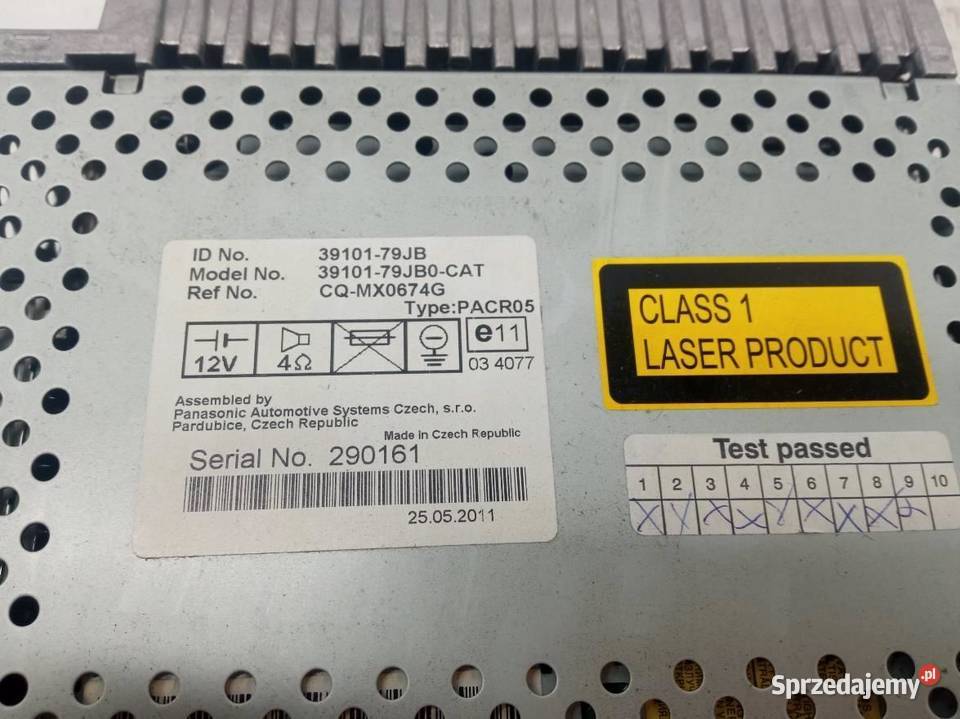 ID No. 39101-79JB
Model No. 39101-79JB0-CAT
Ref No. CQ-MX0674G
Type:PACR05
12V 4Ω e11
03 4077
Assembled by
Panasonic Automotive Systems Czech, s.r.o.
Pardubice, Czech Republic
Made in Czech Republic
Serial No. 290161
25.05.2011
CLASS 1
LASER PRODUCT
Test passed
1 2 3 4 5 6 7 8 9 10
X X X X X X X X X
Sprzedajemy.pl